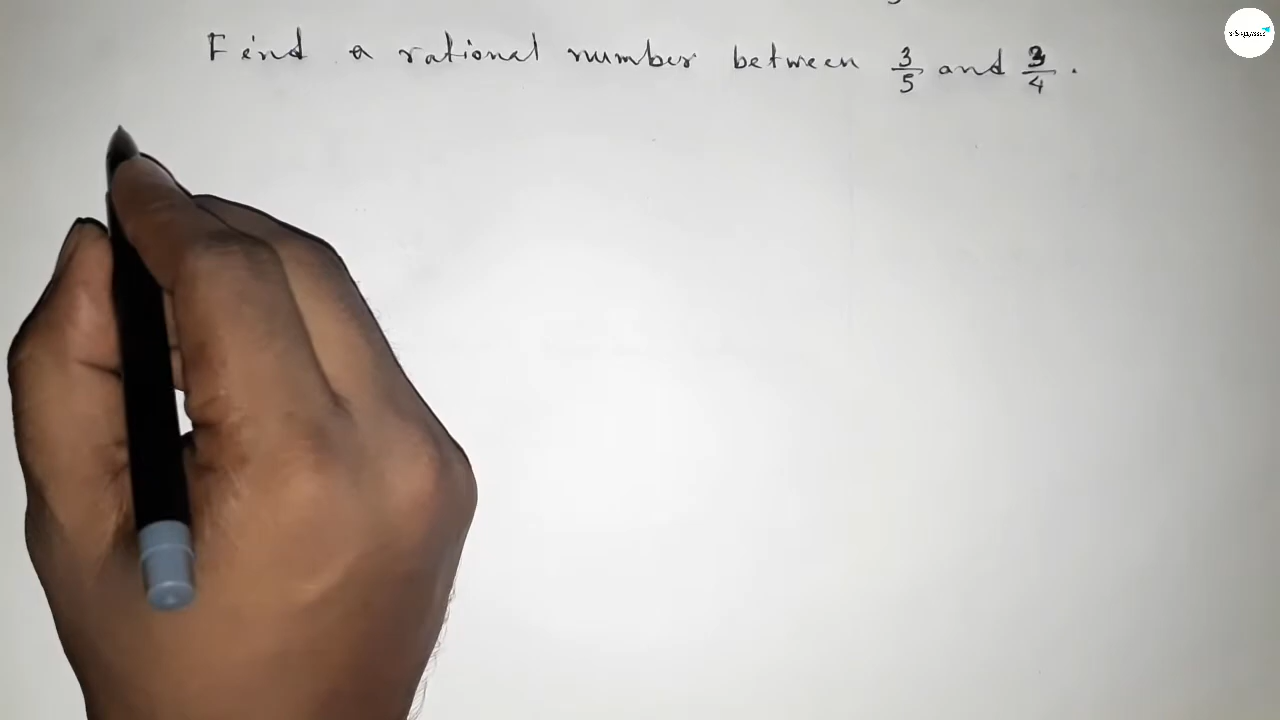 Find a rational number between 3/5 and 3/4.